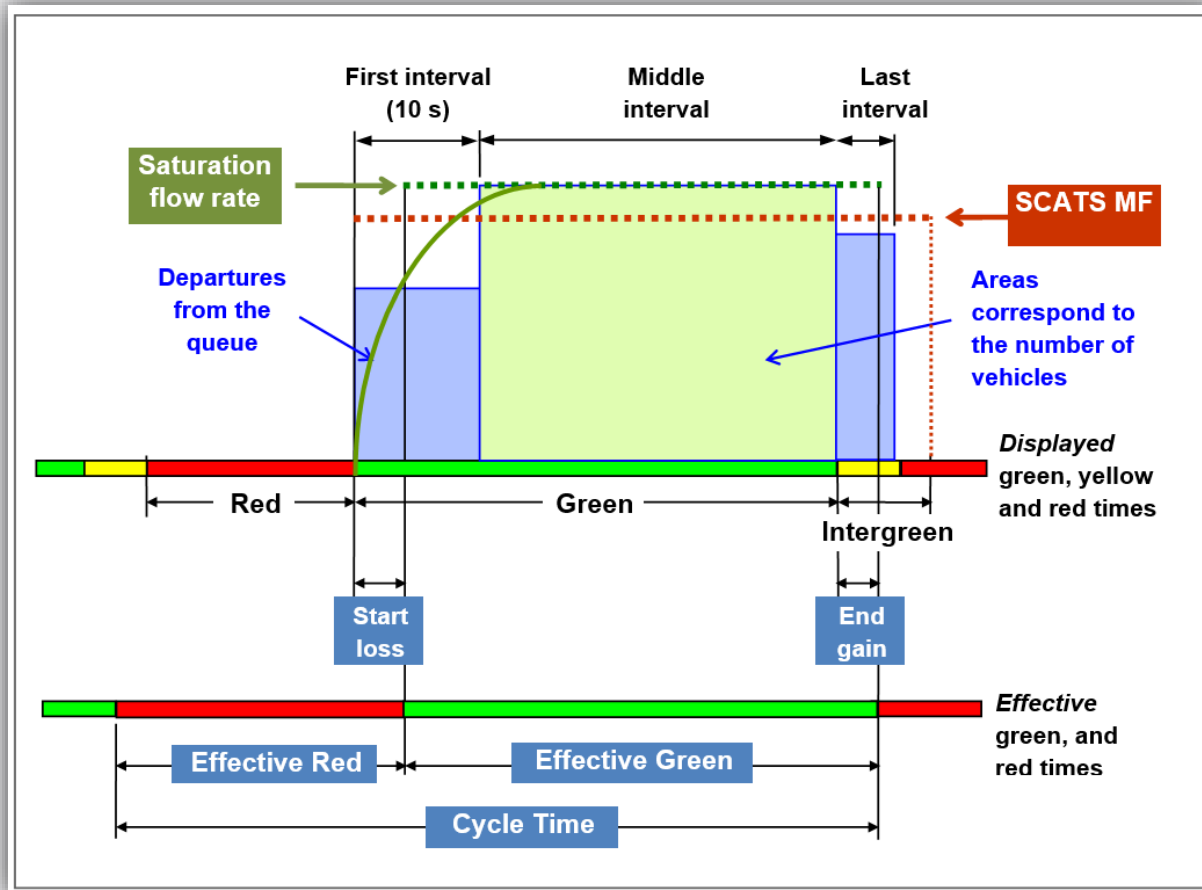 First interval
(10 s)
Middle
interval
Last
interval
Saturation
flow rate
SCATS MF
Departures
from the
queue
Areas
correspond to
the number of
vehicles
Displayed
green, yellow
and red times
Red
Green
Intergreen
Start
loss
End
gain
Effective
green, and
red times
Effective Red
Effective Green
Cycle Time